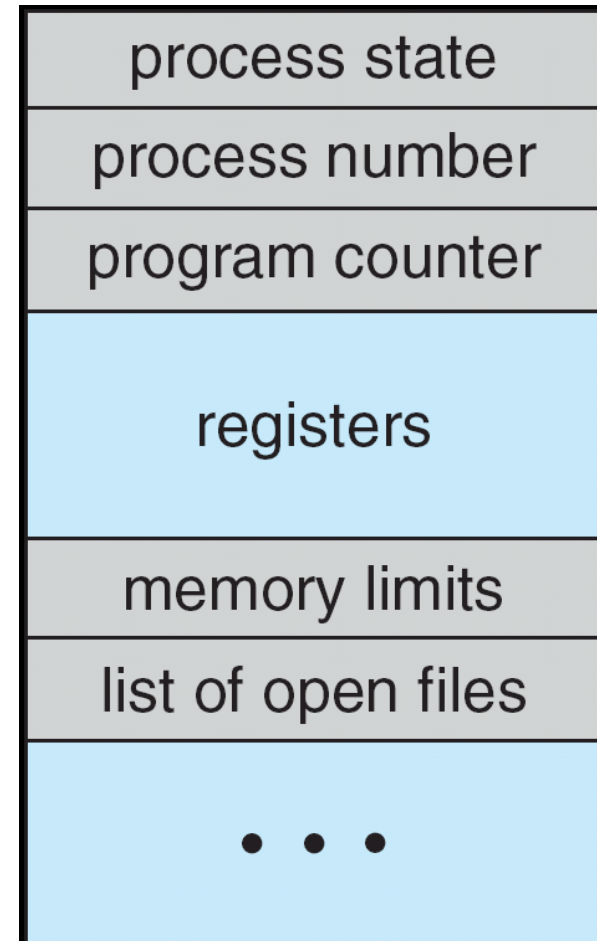 process state
process number
program counter
registers
memory limits
list of open files
• • •